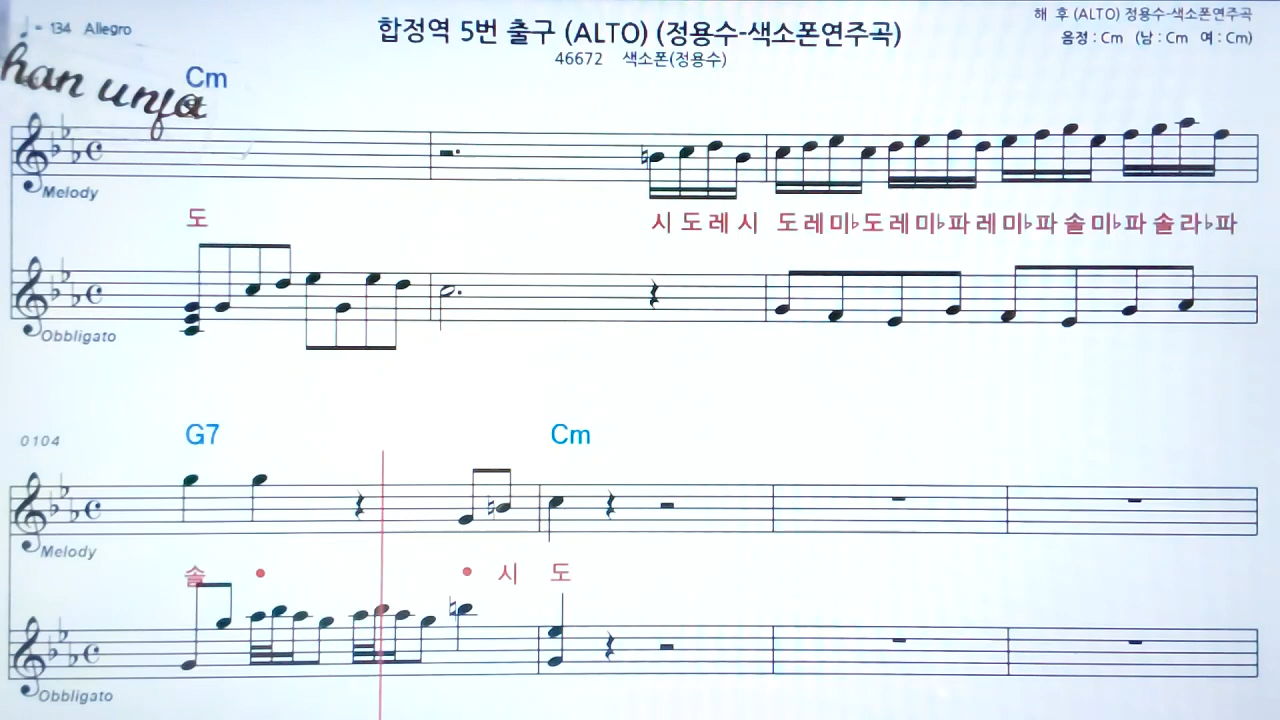 ♩= 134 Allegro
합정역 5번 출구 (ALTO) (정용수-색소폰연주곡)
해 후 (ALTO) 정용수-색소폰연주곡
46672 색소폰(정용수)
음정 : Cm (남 : Cm 여 : Cm)
han unja
Cm
Melody
도 시 도 레 시 도 레 미♭ 도 레 미♭ 파 레 미♭ 파 솔 미♭ 파 솔 라♭ 파
Obbligato
0104
G7 Cm
Melody
솔 • • 시 도
Obbligato